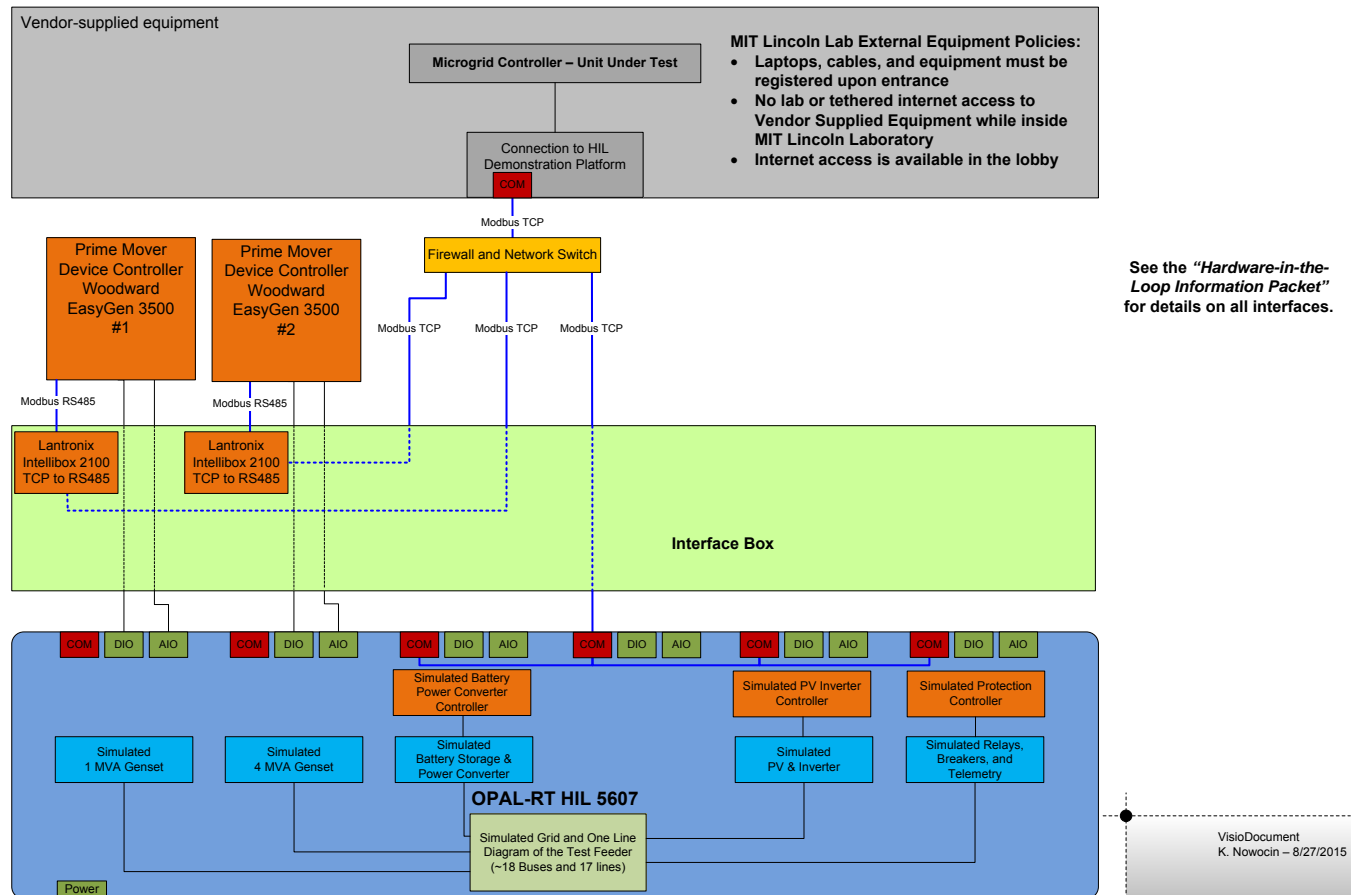 Vendor-supplied equipment
Microgrid Controller – Unit Under Test
MIT Lincoln Lab External Equipment Policies:
• Laptops, cables, and equipment must be
registered upon entrance
• No lab or tethered internet access to
Vendor Supplied Equipment while inside
MIT Lincoln Laboratory
• Internet access is available in the lobby
Connection to HIL
Demonstration Platform
COM
Modbus TCP
Firewall and Network Switch
Prime Mover
Device Controller
Woodward
EasyGen 3500
#1
Prime Mover
Device Controller
Woodward
EasyGen 3500
#2
See the “Hardware-in-the-
Loop Information Packet”
for details on all interfaces.
Modbus TCP
Modbus TCP
Modbus TCP
Modbus RS485
Modbus RS485
Lantronix
Intellibox 2100
TCP to RS485
Lantronix
Intellibox 2100
TCP to RS485
Interface Box
COM DIO AIO
COM DIO AIO
COM DIO AIO
COM DIO AIO
COM DIO AIO
COM DIO AIO
Simulated Battery
Power Converter
Controller
Simulated PV Inverter
Controller
Simulated Protection
Controller
Simulated
1 MVA Genset
Simulated
4 MVA Genset
Simulated
Battery Storage &
Power Converter
Simulated
PV & Inverter
Simulated Relays,
Breakers, and
Telemetry
OPAL-RT HIL 5607
Simulated Grid and One Line
Diagram of the Test Feeder
(~18 Buses and 17 lines)
Power
VisioDocument
K. Nowocin – 8/27/2015